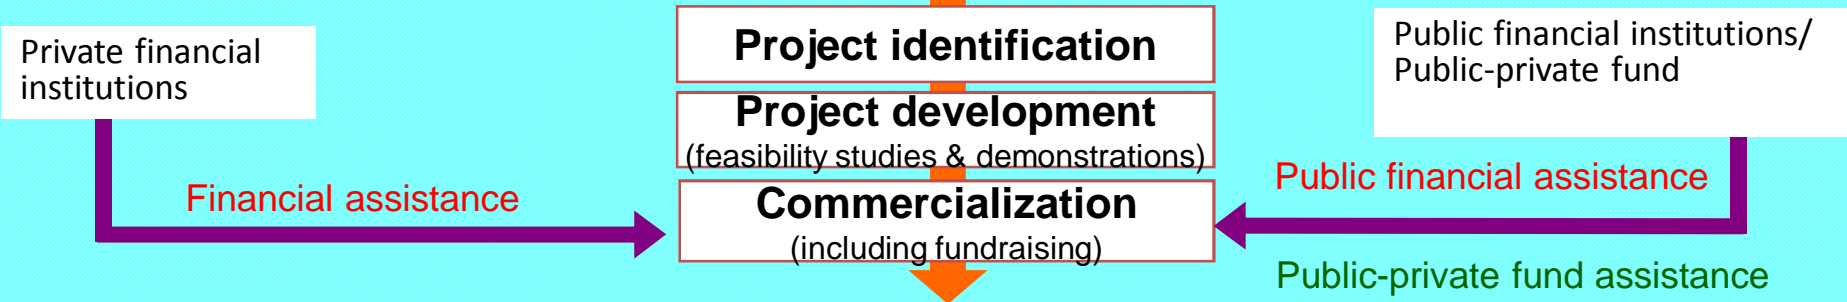 Private financial
institutions
Project identification
Project development
(feasibility studies & demonstrations)
Commercialization
(including fundraising)
Public financial institutions/
Public-private fund
Financial assistance
Public financial assistance
Public-private fund assistance